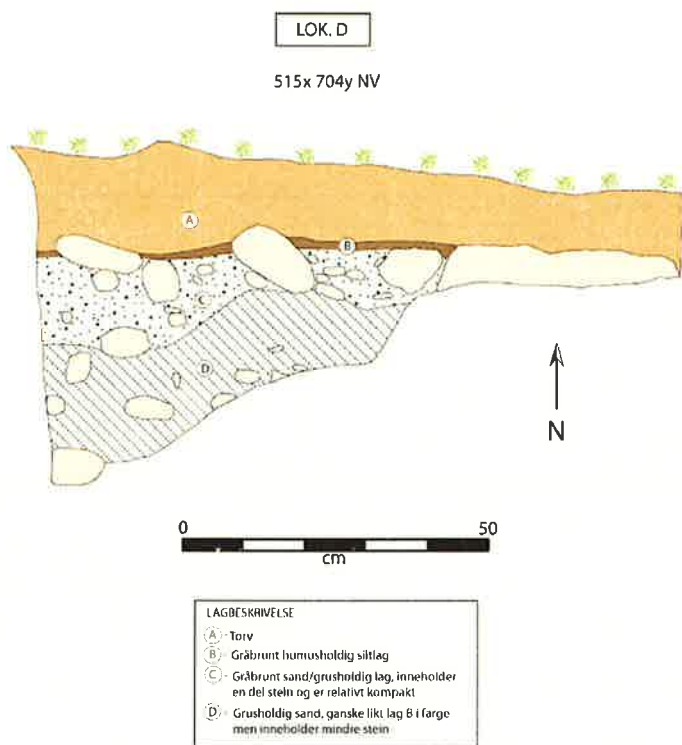 LOK. D
515x 704y NV
A
B
C
D
N
0 50
cm
LAGBESKRIVELSE
A - Torv
B - Gråbrunt humusholdig siltlag
C - Gråbrunt sand/grusholdig lag, inneholder
en del stein og er relativt kompakt
D - Grusholdig sand, ganske likt lag B i farge
men inneholder mindre stein